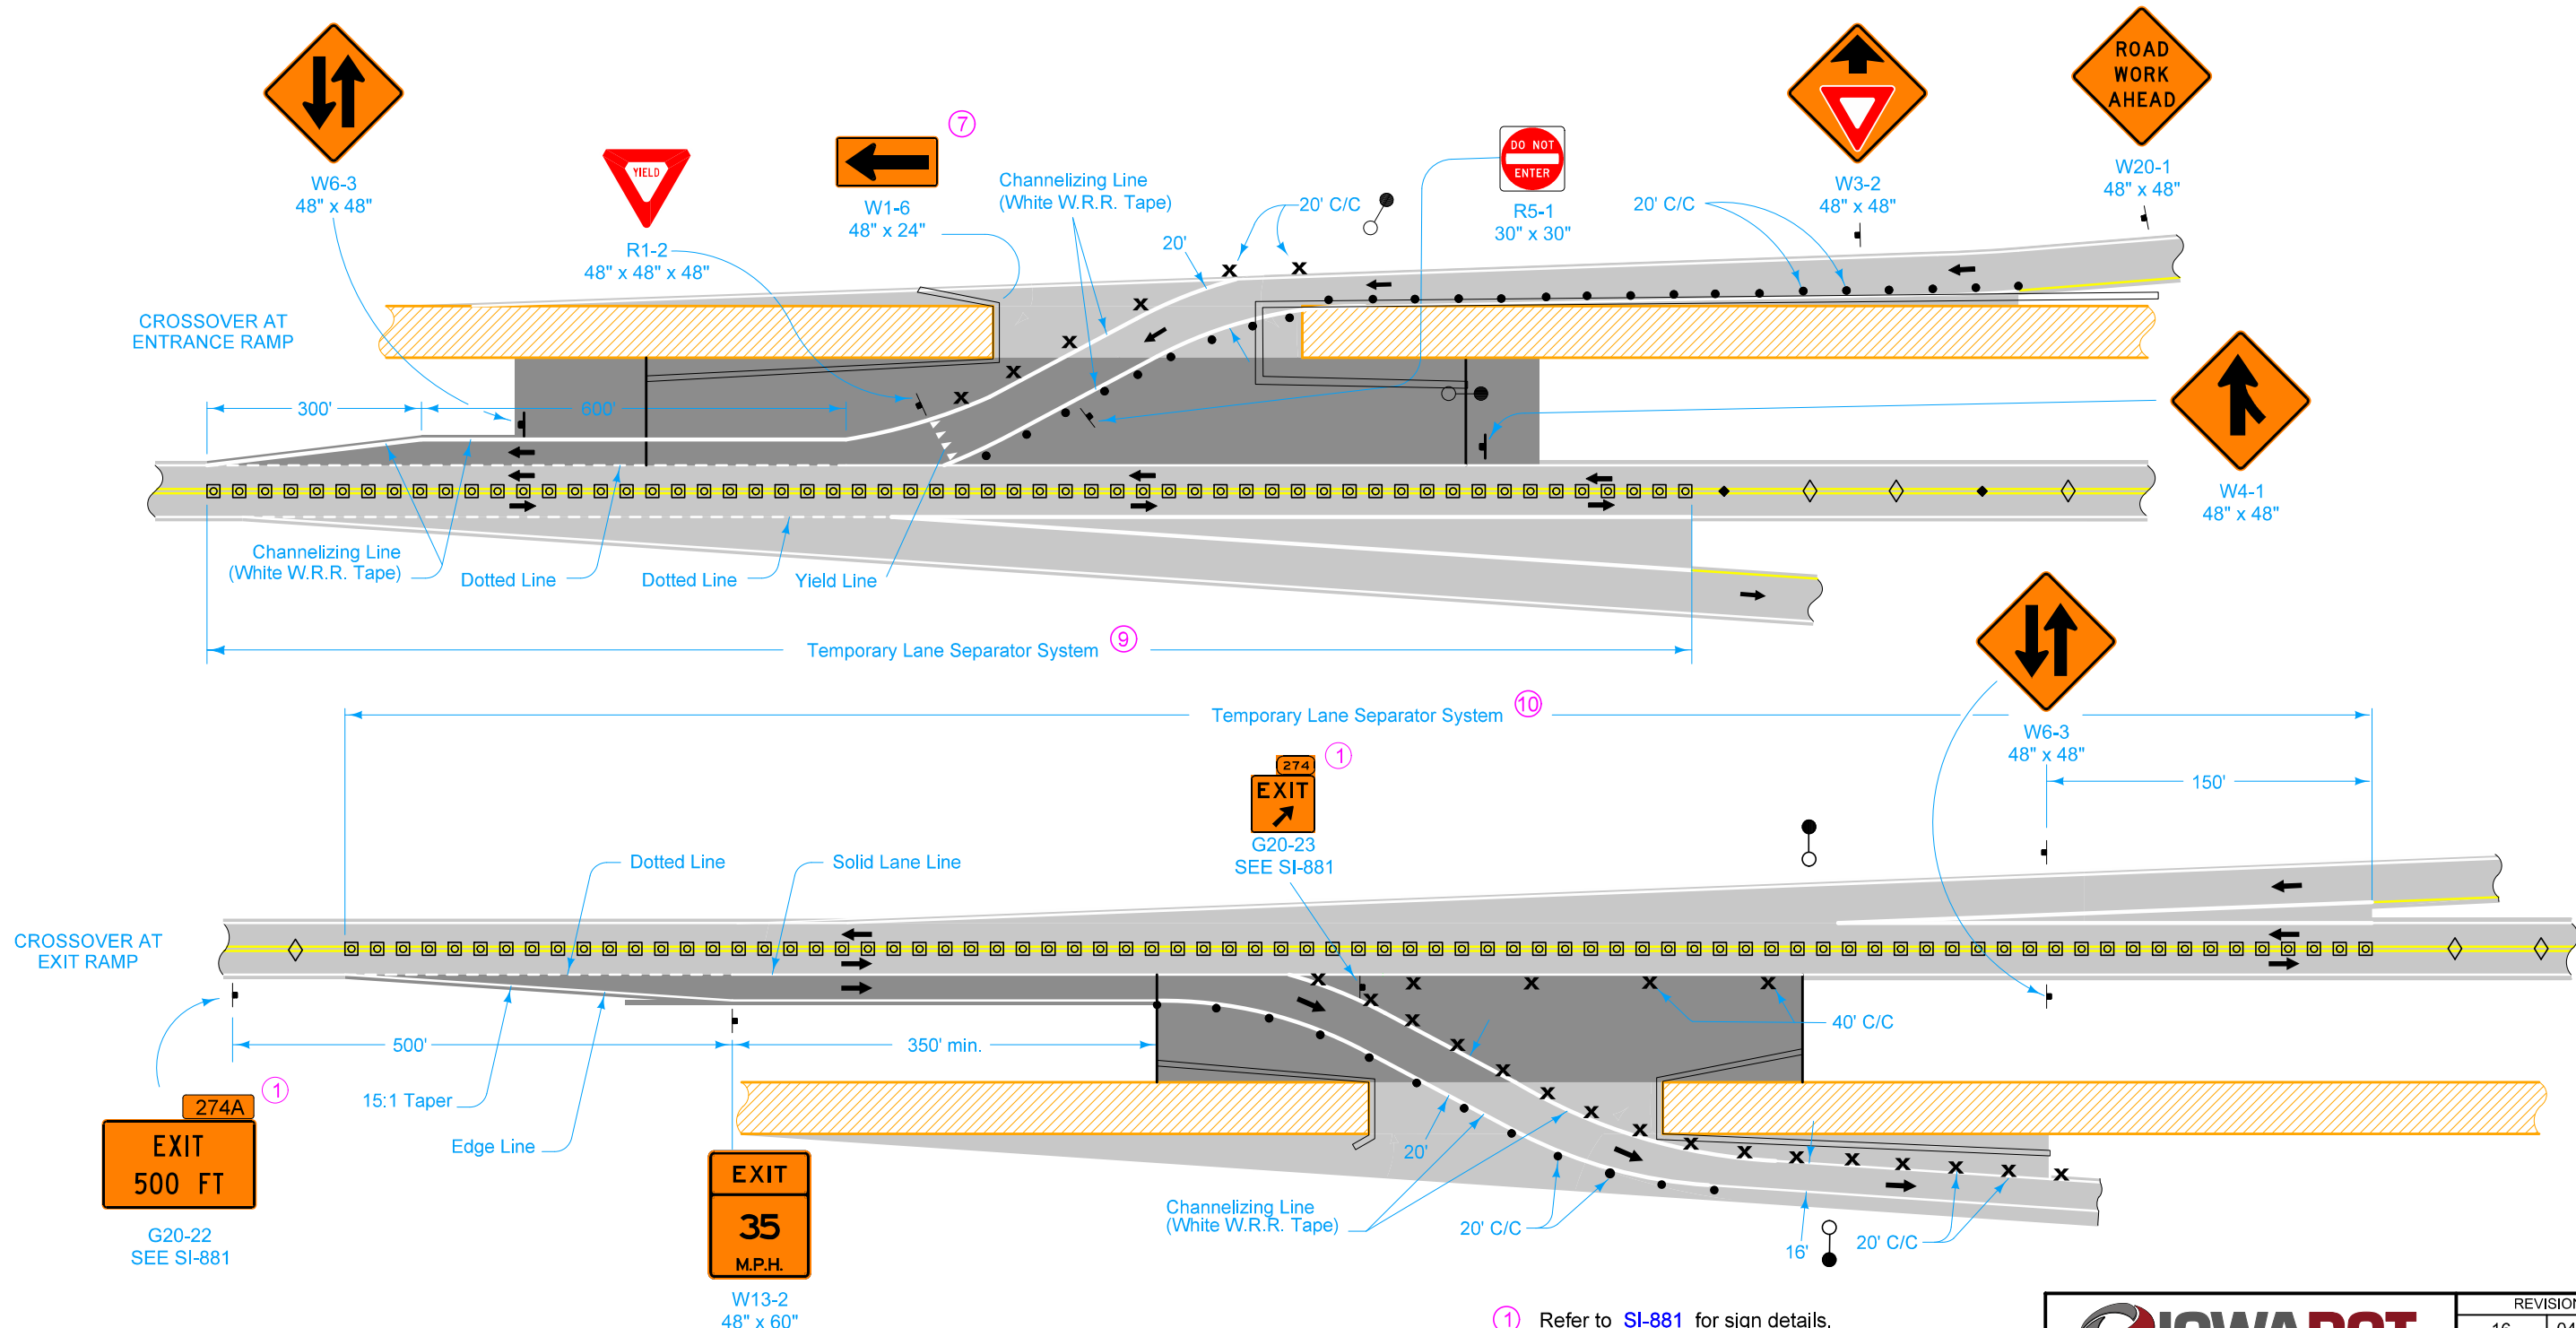 ROAD
WORK
AHEAD
W20-1
48" x 48"
W3-2
48" x 48"
DO NOT
ENTER
R5-1
30" x 30"
7
W1-6
48" x 24"
YIELD
R1-2
48" x 48" x 48"
W6-3
48" x 48"
Channelizing Line
(White W.R.R. Tape)
20' C/C
20'
20' C/C
CROSSOVER AT
ENTRANCE RAMP
300'
600'
W4-1
48" x 48"
Channelizing Line
(White W.R.R. Tape)
Dotted Line
Dotted Line
Yield Line
Temporary Lane Separator System
9
Temporary Lane Separator System
10
W6-3
48" x 48"
150'
274
EXIT
1
G20-23
SEE SI-881
Dotted Line
Solid Lane Line
CROSSOVER AT
EXIT RAMP
40' C/C
500'
350' min.
15:1 Taper
Edge Line
274A
1
EXIT
500 FT
G20-22
SEE SI-881
EXIT
35
M.P.H.
W13-2
48" x 60"
20'
Channelizing Line
(White W.R.R. Tape)
20' C/C
16'
20' C/C
1 Refer to SI-881 for sign details.
IOWADOT
REVISION
16
04